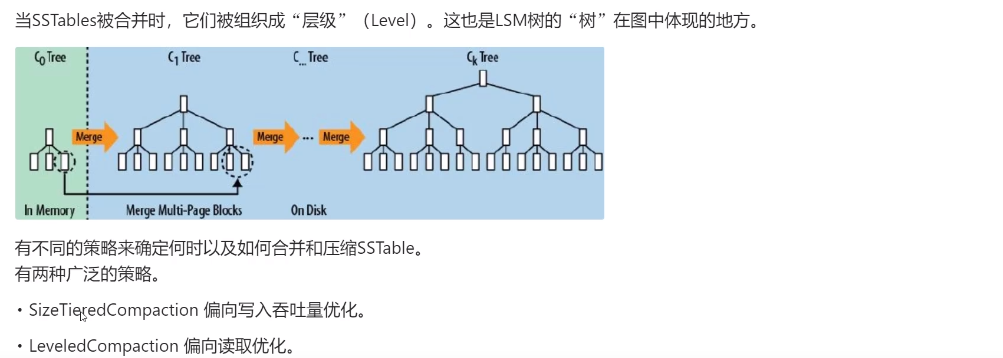 当SSTables被合并时，它们被组织成“层级”（Level）。这也是LSM树的“树”在图中体现的地方。
C0 Tree C1 Tree C... Tree Ck Tree
Merge Merge ... Merge
In Memory Merge Multi-Page Blocks On Disk
有不同的策略来确定何时以及如何合并和压缩SSTable。
有两种广泛的策略。
• SizeTieredCompaction 偏向写入吞吐量优化。
• LeveledCompaction 偏向读取优化。